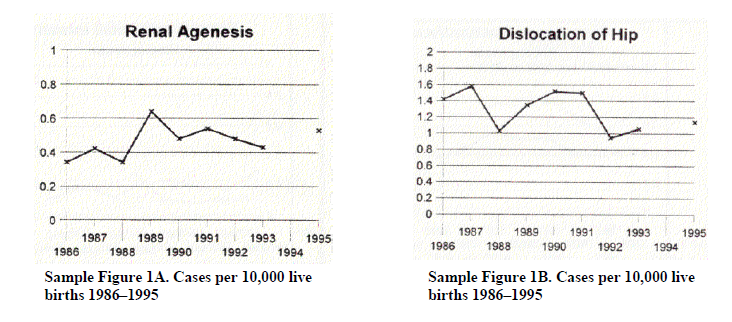 Renal Agenesis
1
0.8
0.6
0.4
0.2
0
1987 1989 1991 1993 1995
1986 1988 1990 1992 1994
Sample Figure 1A. Cases per 10,000 live
births 1986–1995
Dislocation of Hip
2
1.8
1.6
1.4
1.2
1
0.8
0.6
0.4
0.2
0
1987 1989 1991 1993 1995
1986 1988 1990 1992 1994
Sample Figure 1B. Cases per 10,000 live
births 1986–1995